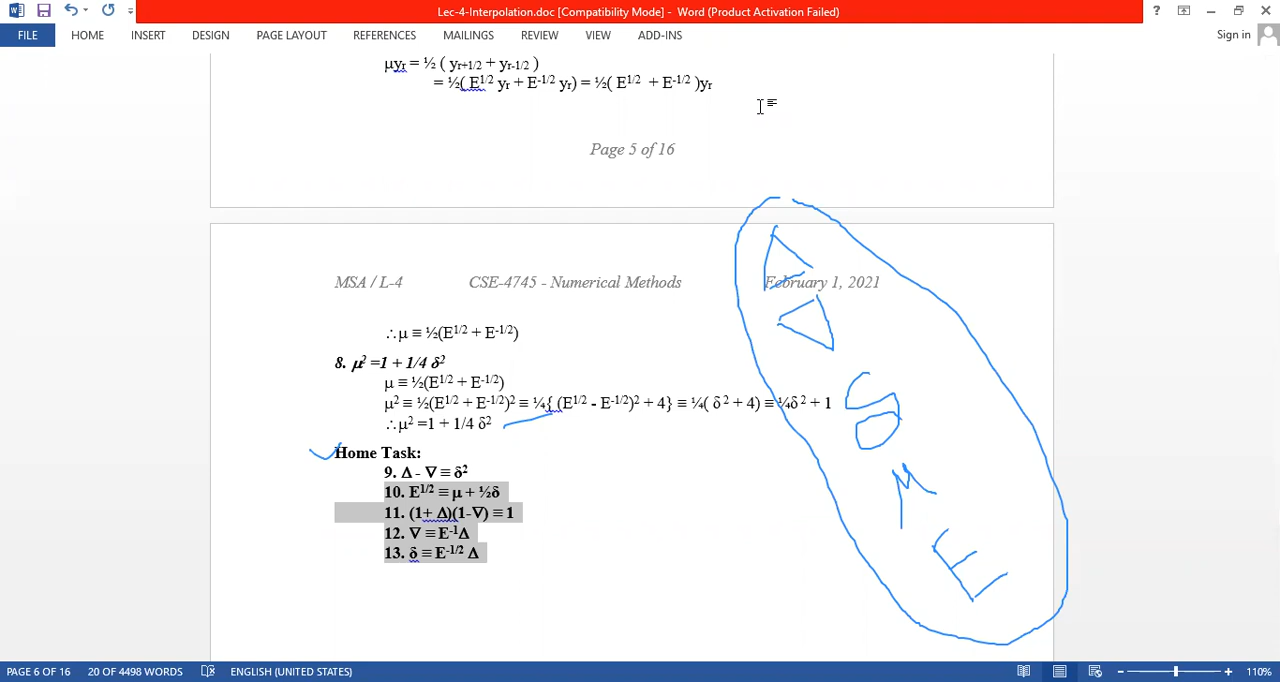 Lec-4-Interpolation.doc [Compatibility Mode] - Word (Product Activation Failed)
FILE HOME INSERT DESIGN PAGE LAYOUT REFERENCES MAILINGS REVIEW VIEW ADD-INS Sign in
μyr = ½ ( yr+1/2 + yr-1/2 )
= ½( E1/2 yr + E-1/2 yr) = ½( E1/2 + E-1/2 )yr
Page 5 of 16
MSA / L-4 CSE-4745 - Numerical Methods February 1, 2021
∴μ ≡ ½(E1/2 + E-1/2)
8. μ2 =1 + 1/4 δ2
μ ≡ ½(E1/2 + E-1/2)
μ2 ≡ ½(E1/2 + E-1/2)2 ≡ ¼{ (E1/2 - E-1/2)2 + 4} ≡ ¼( δ2 + 4) ≡ ¼δ2 + 1
∴μ2 =1 + 1/4 δ2
Home Task:
9. Δ - ∇ ≡ δ2
10. E1/2 ≡ μ + ½δ
11. (1+ Δ)(1-∇) ≡ 1
12. ∇ ≡ E-1Δ
13. δ ≡ E-1/2 Δ
Δ
∇
δ
μ
E
PAGE 6 OF 16 20 OF 4498 WORDS ENGLISH (UNITED STATES) 110%